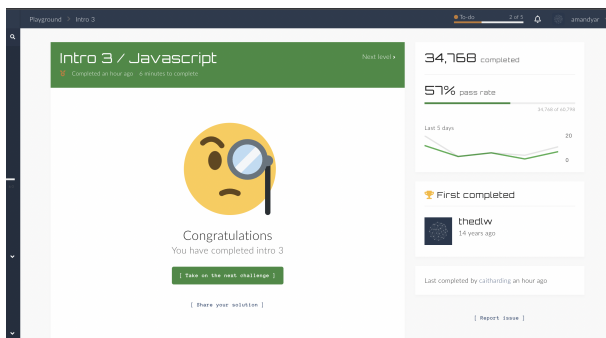 Playground > Intro 3
To-do 2 of 5
amandyar
Intro 3 / Javascript
Next level »
Completed an hour ago 6 minutes to complete
Congratulations
You have completed intro 3
[ Take on the next challenge ]
[ Share your solution ]
34,768 completed
57% pass rate
34,768 of 60,798
Last 5 days
20
0
First completed
thedlw
14 years ago
Last completed by caitharding an hour ago
[ Report issue ]